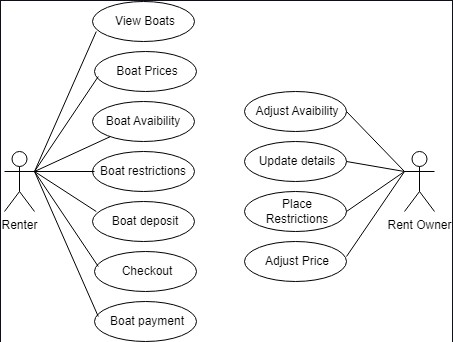 View Boats
Boat Prices
Boat Avaibility
Boat restrictions
Boat deposit
Checkout
Boat payment
Renter
Adjust Avaibility
Update details
Place
Restrictions
Adjust Price
Rent Owner